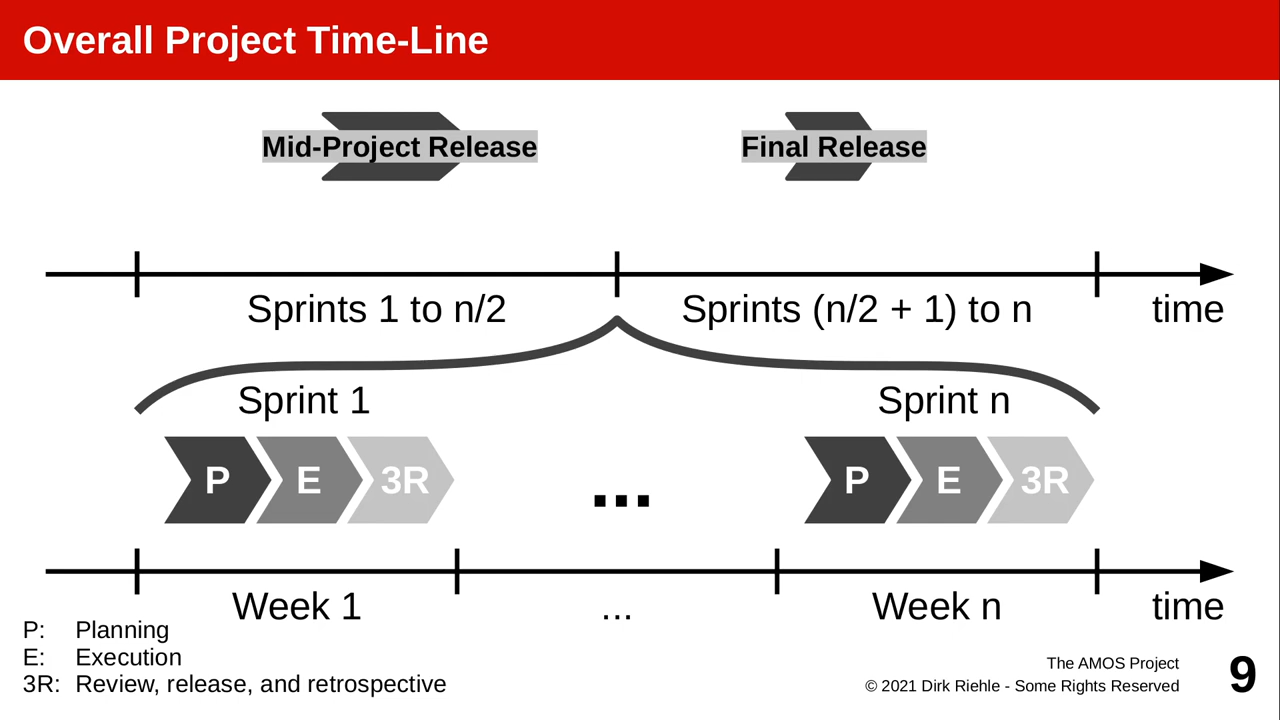 Overall Project Time-Line
Mid-Project Release
Final Release
Sprints 1 to n/2
Sprints (n/2 + 1) to n
time
Sprint 1
Sprint n
P
E
3R
...
P
E
3R
Week 1
...
Week n
time
P: Planning
E: Execution
3R: Review, release, and retrospective
The AMOS Project
© 2021 Dirk Riehle - Some Rights Reserved
9